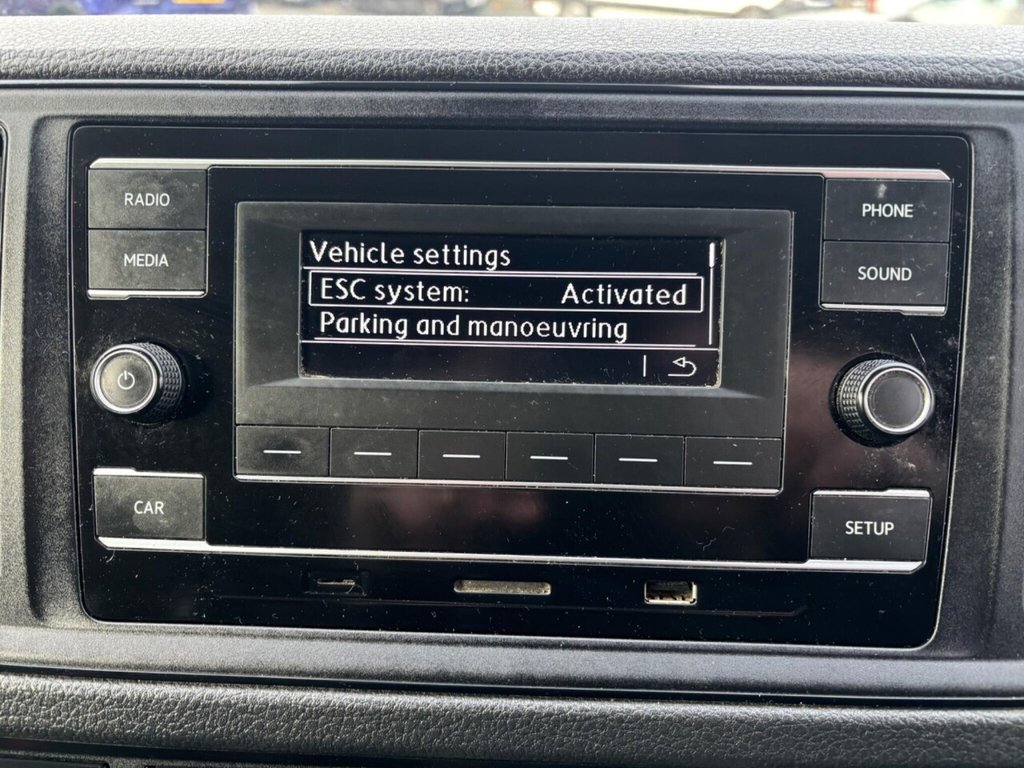 RADIO
MEDIA
PHONE
SOUND
Vehicle settings
ESC system: Activated
Parking and manoeuvring
CAR
SETUP